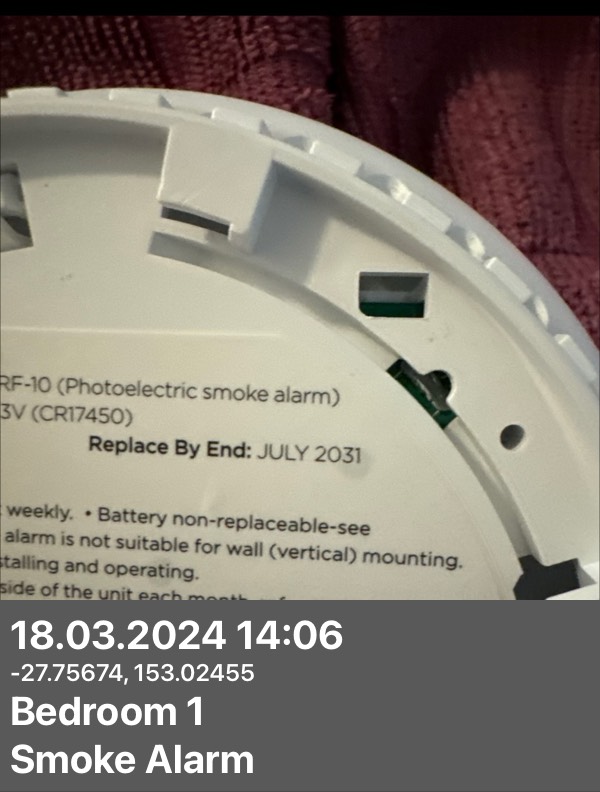 RF-10 (Photoelectric smoke alarm)
3V (CR17450)
Replace By End: JULY 2031
weekly. • Battery non-replaceable-see
alarm is not suitable for wall (vertical) mounting.
stalling and operating.
side of the unit each month
18.03.2024 14:06
-27.75674, 153.02455
Bedroom 1
Smoke Alarm